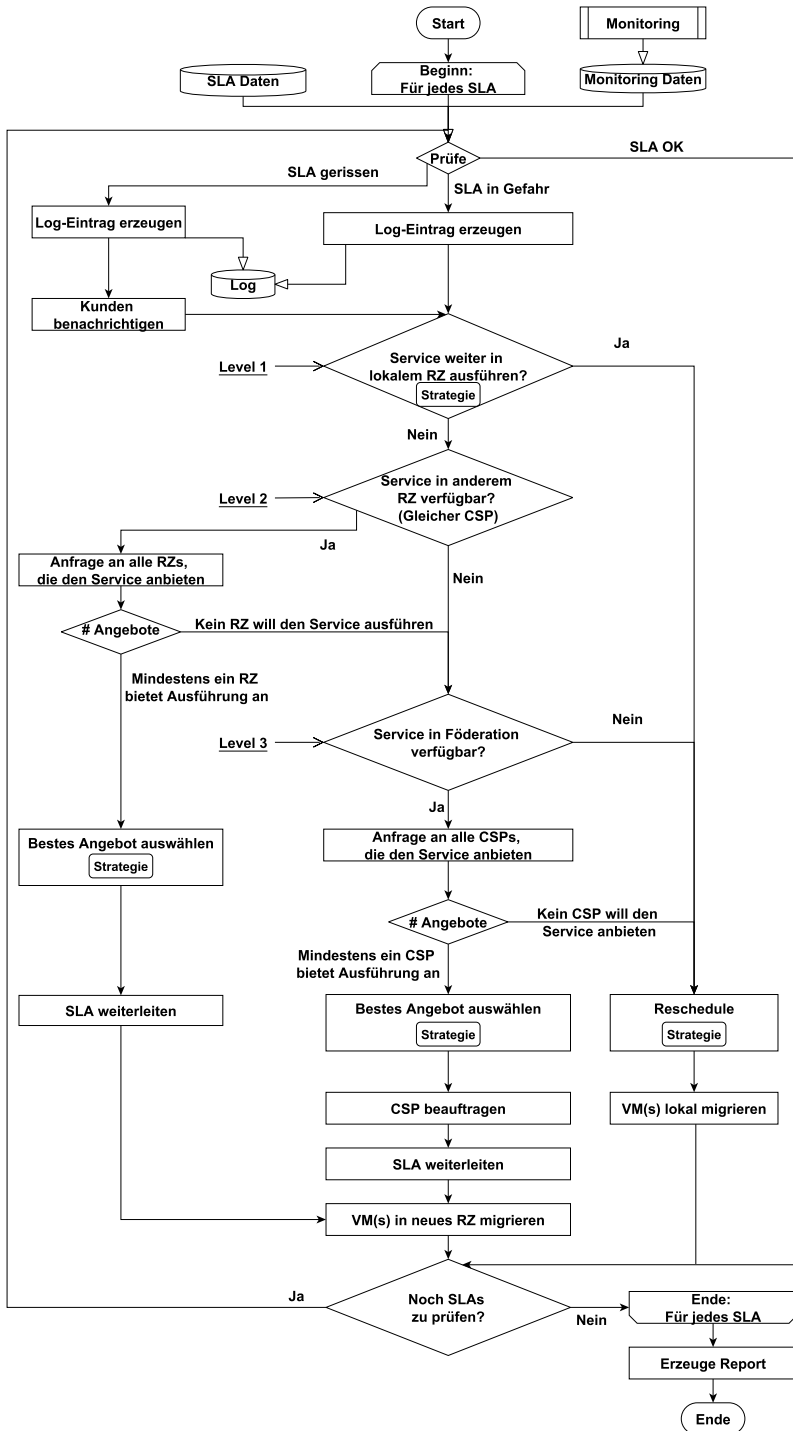 Start
Monitoring
SLA Daten
Beginn:
Für jedes SLA
Monitoring Daten
Prüfe
SLA OK
SLA gerissen
SLA in Gefahr
Log-Eintrag erzeugen
Log-Eintrag erzeugen
Log
Kunden
benachrichtigen
Ja
Level 1
Service weiter in
lokalem RZ ausführen?
Strategie
Nein
Level 2
Service in anderem
RZ verfügbar?
(Gleicher CSP)
Ja
Anfrage an alle RZs,
die den Service anbieten
Nein
# Angebote
Kein RZ will den Service ausführen
Mindestens ein RZ
bietet Ausführung an
Level 3
Service in Föderation
verfügbar?
Nein
Ja
Bestes Angebot auswählen
Strategie
Anfrage an alle CSPs,
die den Service anbieten
# Angebote
Kein CSP will den
Service anbieten
Mindestens ein CSP
bietet Ausführung an
SLA weiterleiten
Bestes Angebot auswählen
Strategie
Reschedule
Strategie
CSP beauftragen
VM(s) lokal migrieren
SLA weiterleiten
VM(s) in neues RZ migrieren
Ja
Noch SLAs
zu prüfen?
Nein
Ende:
Für jedes SLA
Erzeuge Report
Ende